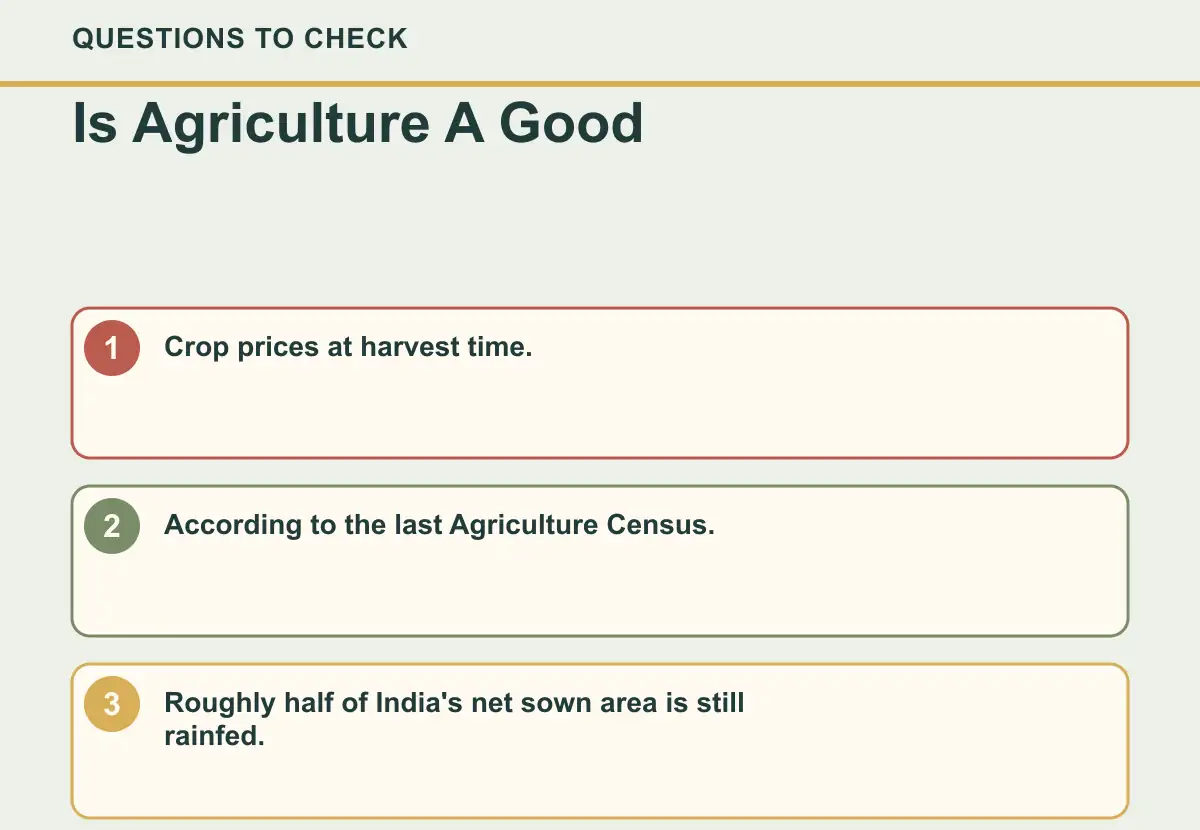 QUESTIONS TO CHECK
Is Agriculture A Good
1
Crop prices at harvest time.
2
According to the last Agriculture Census.
3
Roughly half of India's net sown area is still
rainfed.